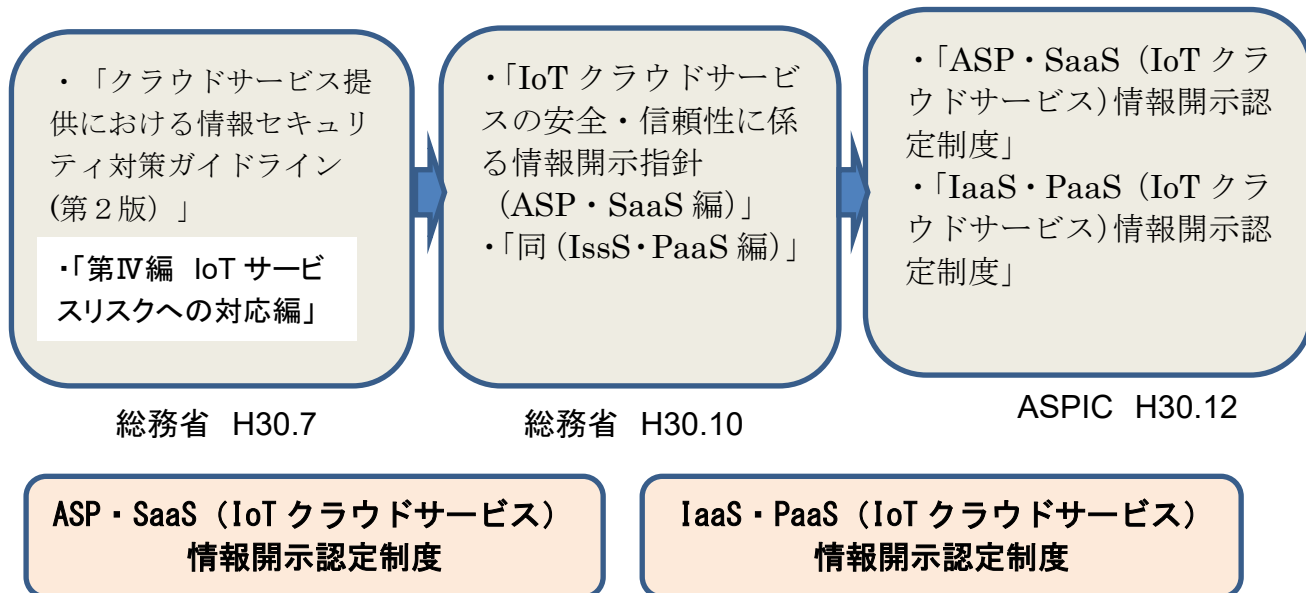 ・「クラウドサービス提
供における情報セキュリ
ティ対策ガイドライン
(第２版）」
・「第Ⅳ編 IoT サービ
スリスクへの対応編」
総務省 H30.7
・「IoT クラウドサービ
スの安全・信頼性に係
る情報開示指針
（ASP・SaaS 編）」
・「同（IssS・PaaS 編）」
総務省 H30.10
・「ASP・SaaS（IoT クラ
ウドサービス）情報開示認
定制度」
・「IaaS・PaaS（IoT クラ
ウドサービス）情報開示認
定制度」
ASPIC H30.12
ASP・SaaS（IoT クラウドサービス）
情報開示認定制度
IaaS・PaaS（IoT クラウドサービス）
情報開示認定制度